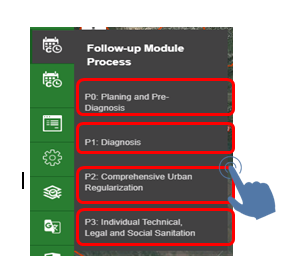 Follow-up Module
Process
P0: Planing and Pre-
Diagnosis
P1: Diagnosis
P2: Comprehensive Urban
Regularization
P3: Individual Technical,
Legal and Social Sanitation